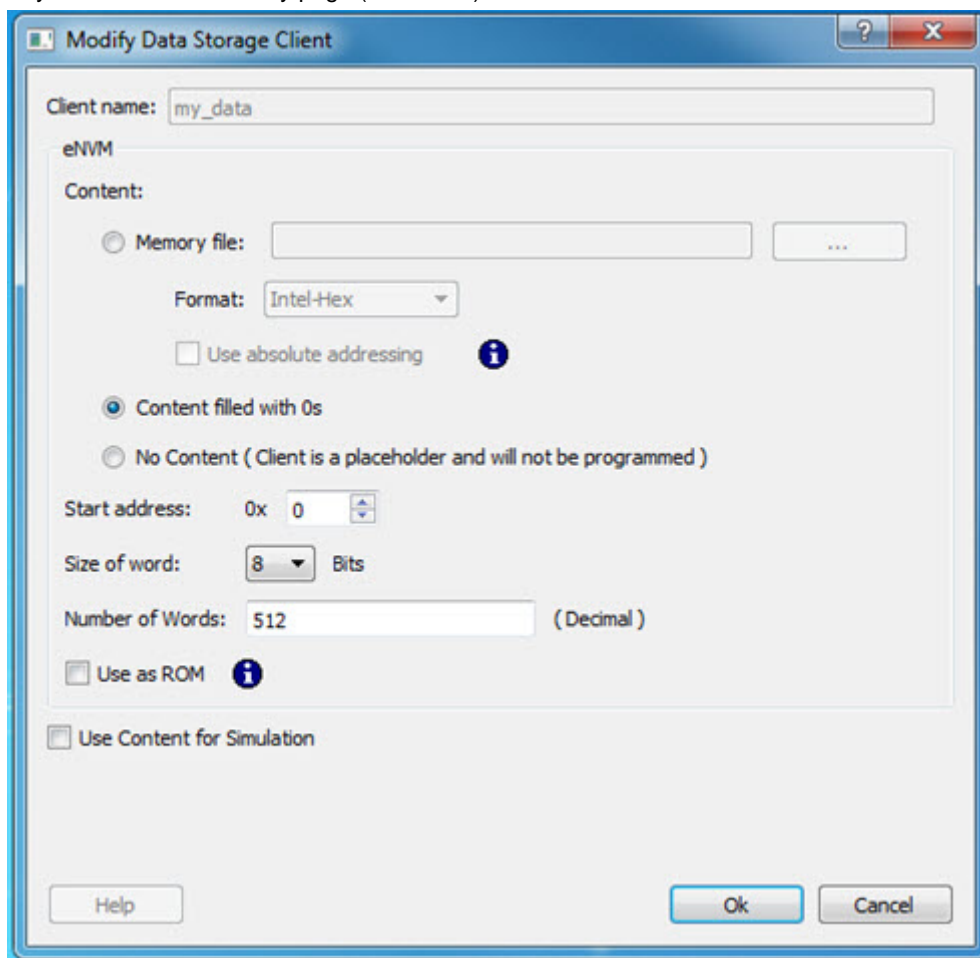 Modify Data Storage Client
Client name: my_data
eNVM
Content:
Memory file: ...
Format: Intel-Hex
Use absolute addressing
Content filled with 0s
No Content ( Client is a placeholder and will not be programmed )
Start address: 0x 0
Size of word: 8 Bits
Number of Words: 512 ( Decimal )
Use as ROM
Use Content for Simulation
Help Ok Cancel